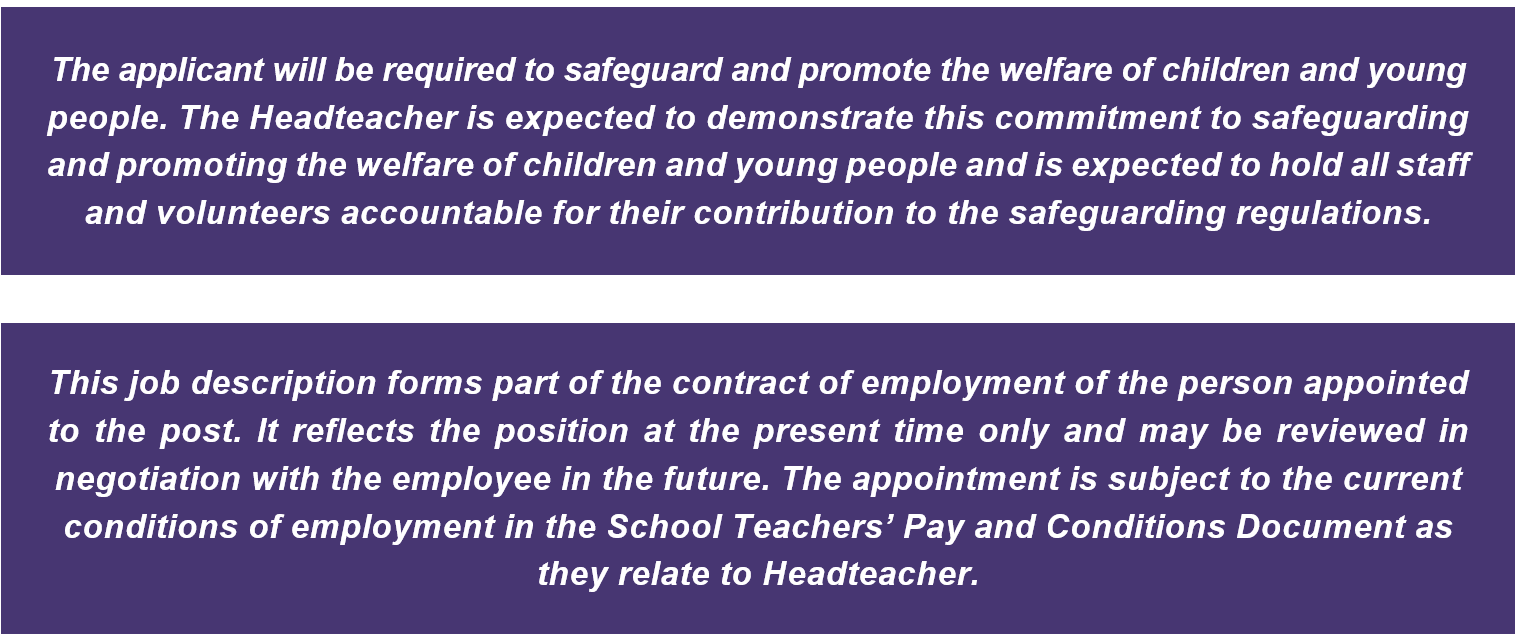 The applicant will be required to safeguard and promote the welfare of children and young
people. The Headteacher is expected to demonstrate this commitment to safeguarding
and promoting the welfare of children and young people and is expected to hold all staff
and volunteers accountable for their contribution to the safeguarding regulations.
This job description forms part of the contract of employment of the person appointed
to the post. It reflects the position at the present time only and may be reviewed in
negotiation with the employee in the future. The appointment is subject to the current
conditions of employment in the School Teachers’ Pay and Conditions Document as
they relate to Headteacher.